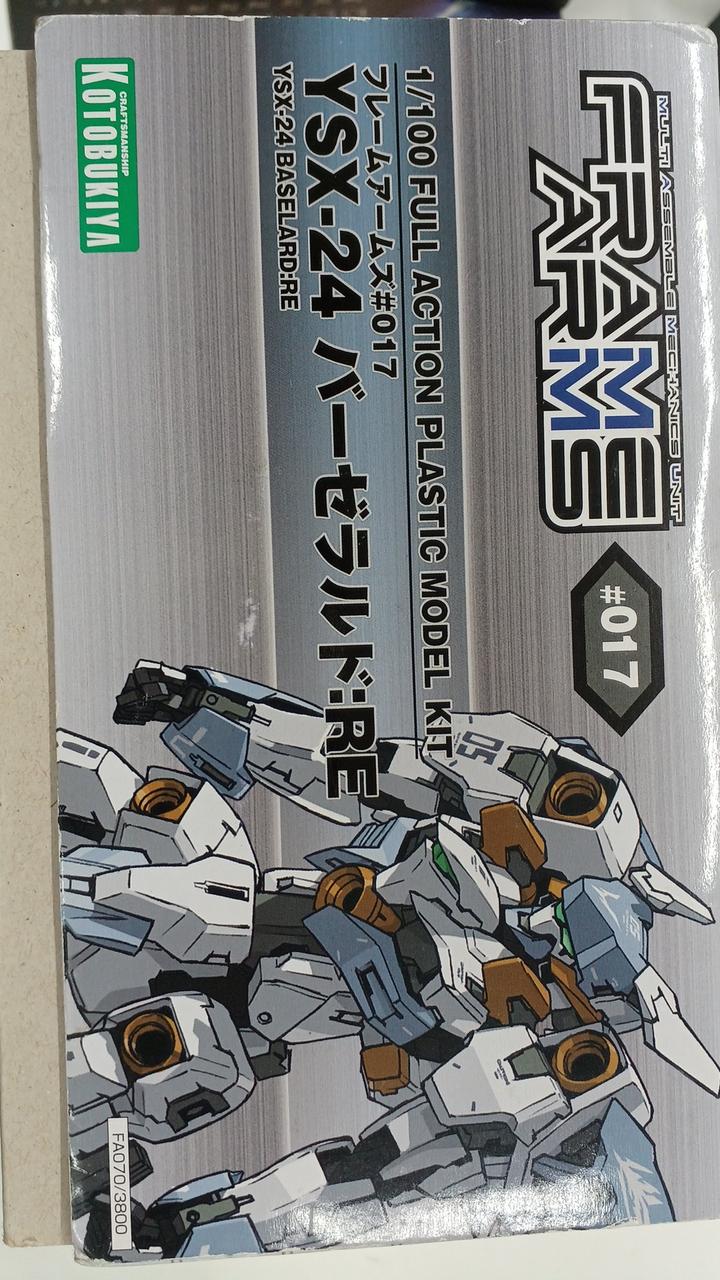 MULTI ASSEMBLE MECHANICS UNIT
FRAME
ARMS
#017
1/100 FULL ACTION PLASTIC MODEL KIT
フレームアームズ#017
YSX-24 バーゼラルド:RE
YSX-24 BASELARD:RE
CRAFTSMANSHIP
KOTOBUKIYA
05
FA070/3800